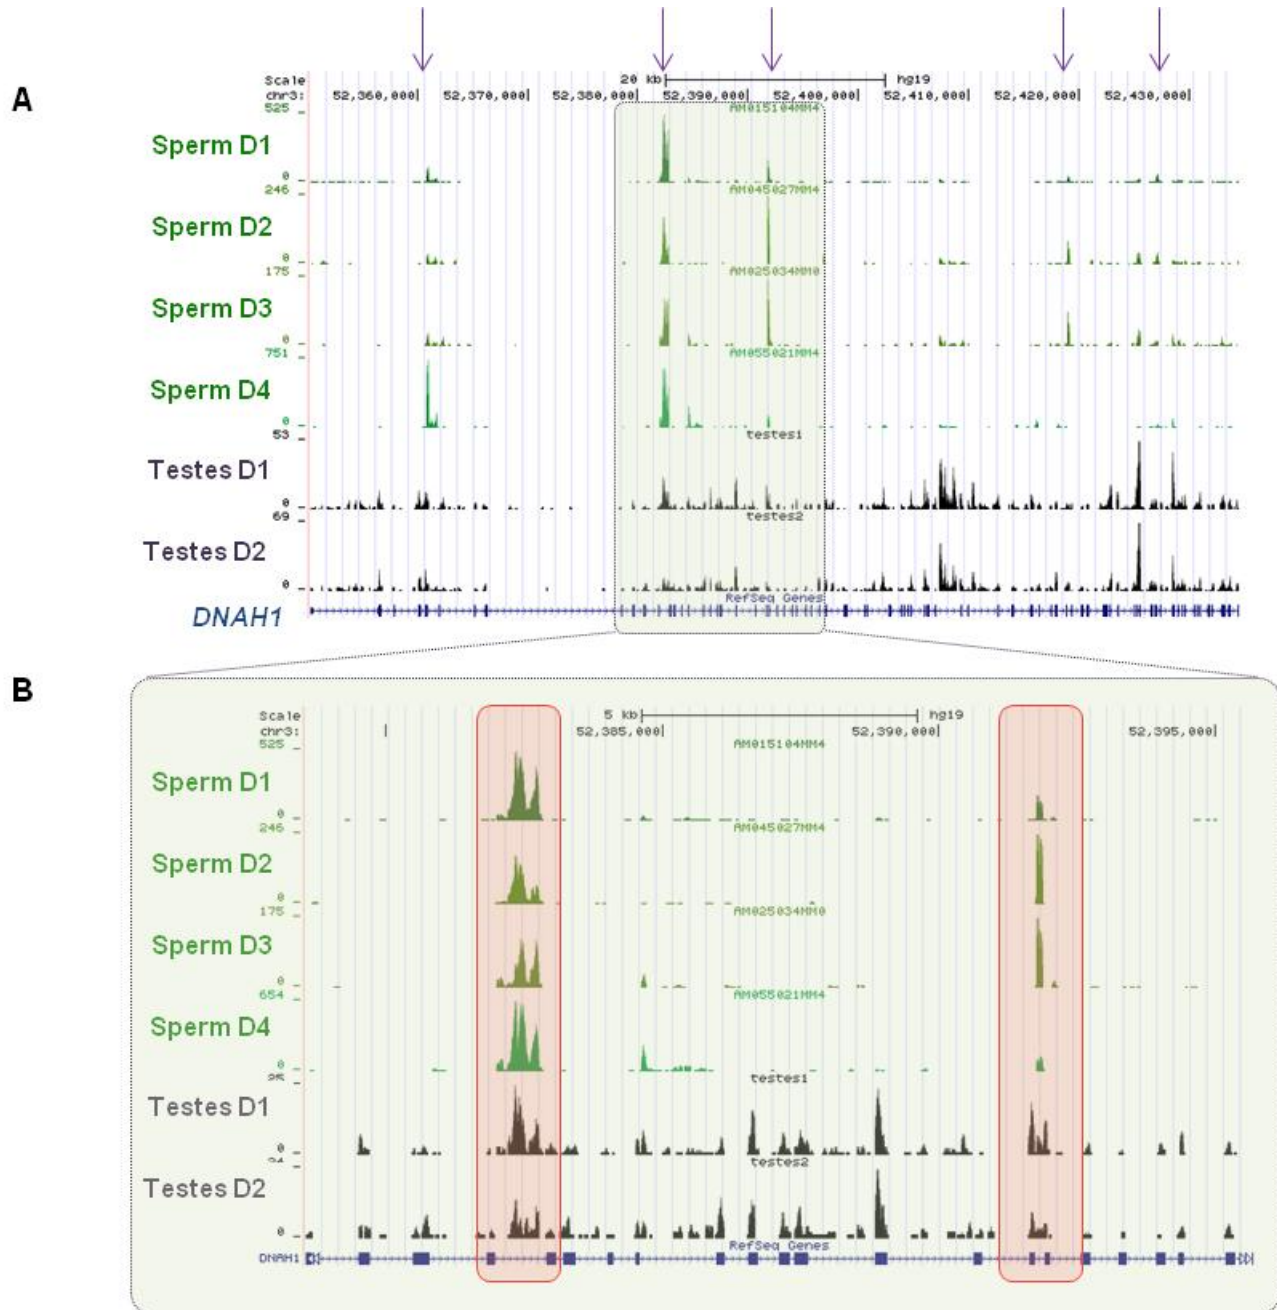 A
Scale 20 kb hg19
chr3: 52,360,000 52,370,000 52,380,000 52,390,000 52,400,000 52,410,000 52,420,000 52,430,000
525 AM015104MM4
Sperm D1
0
246 AM045027MM4
Sperm D2
0
175 AM025034MM0
Sperm D3
0
751 AM055021MM4
Sperm D4
0
53 testes1
Testes D1
0
69 testes2
Testes D2
0
RefSeq Genes
DNAH1
B
Scale 5 kb hg19
chr3: 52,385,000 52,390,000 52,395,000
525 AM015104MM4
Sperm D1
0
246 AM045027MM4
Sperm D2
0
175 AM025034MM0
Sperm D3
0
654 AM055021MM4
Sperm D4
0
testes1
Testes D1
0
testes2
Testes D2
0
RefSeq Genes
DNAH1